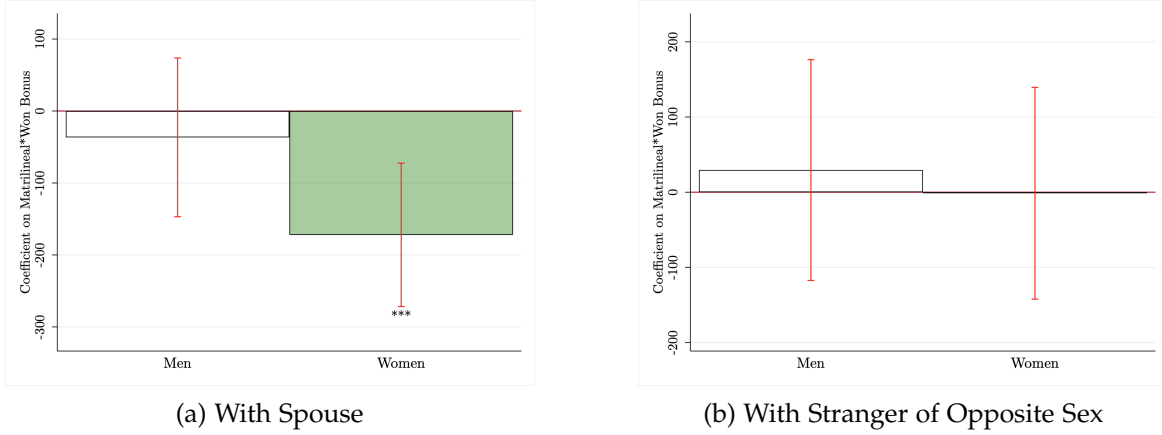 Coefficient on Matrilineal*Won Bonus
100
0
-100
-200
-300
***
Men Women
(a) With Spouse
Coefficient on Matrilineal*Won Bonus
200
100
0
-100
-200
Men Women
(b) With Stranger of Opposite Sex